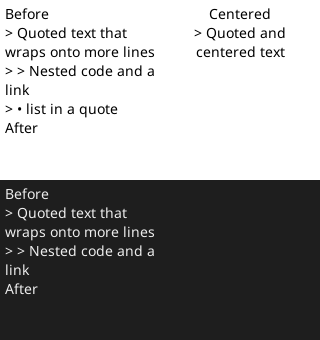 Before
> Quoted text that
wraps onto more lines
> > Nested code and a
link
> • list in a quote
After
Centered
> Quoted and
centered text
Before
> Quoted text that
wraps onto more lines
> > Nested code and a
link
After